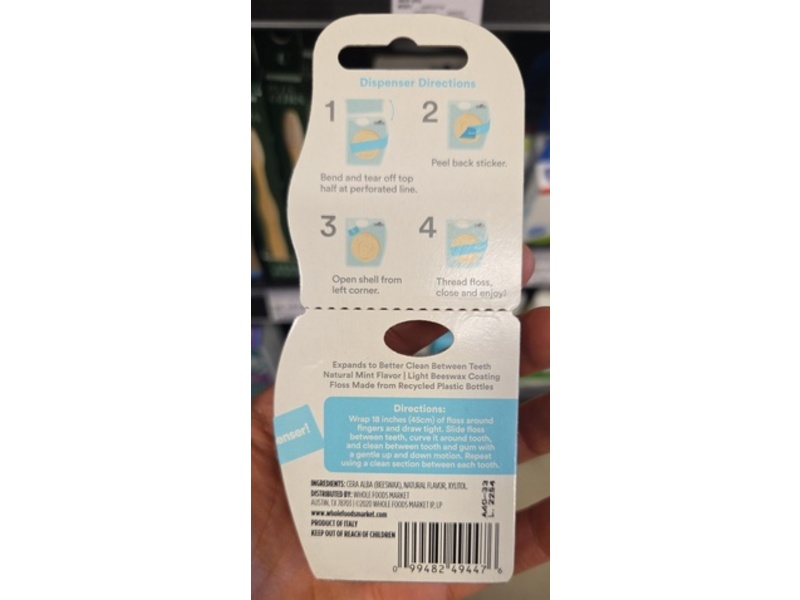 Dispenser Directions
1
2
Bend and tear off top
half at perforated line.
Peel back sticker.
3
4
Open shell from
left corner.
Thread floss,
close and enjoy!
Expands to Better Clean Between Teeth
Natural Mint Flavor | Light Beeswax Coating
Floss Made from Recycled Plastic Bottles
onser!
Directions:
Wrap 18 inches (45cm) of floss around
fingers and draw tight. Slide floss
between teeth, curve it around tooth,
and clean between tooth and gum with
a gentle up and down motion. Repeat
using a clean section between each tooth.
INGREDIENTS: CERA ALBA (BEESWAX), NATURAL FLAVOR, XYLITOL.
DISTRIBUTED BY: WHOLE FOODS MARKET
AUSTIN, TX 78703 | ©2020 WHOLE FOODS MARKET IP, LP
www.wholefoodsmarket.com
PRODUCT OF ITALY
KEEP OUT OF REACH OF CHILDREN
L. 2254
0 99482 49447 6